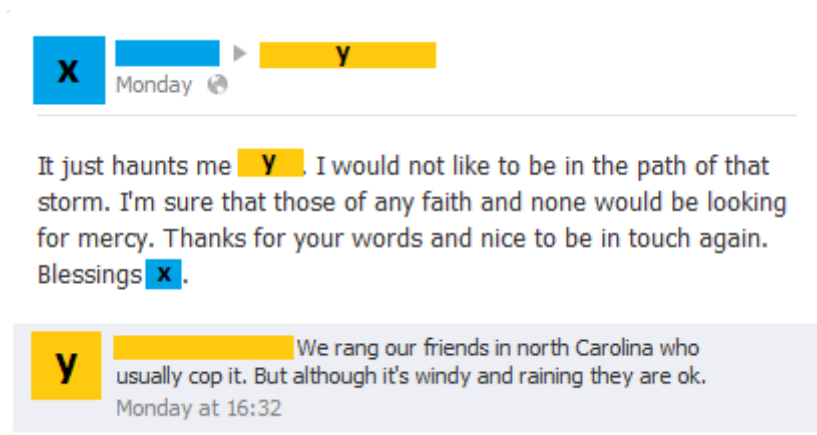 x
y
Monday
It just haunts me y . I would not like to be in the path of that
storm. I'm sure that those of any faith and none would be looking
for mercy. Thanks for your words and nice to be in touch again.
Blessings x .
y
We rang our friends in north Carolina who
usually cop it. But although it's windy and raining they are ok.
Monday at 16:32